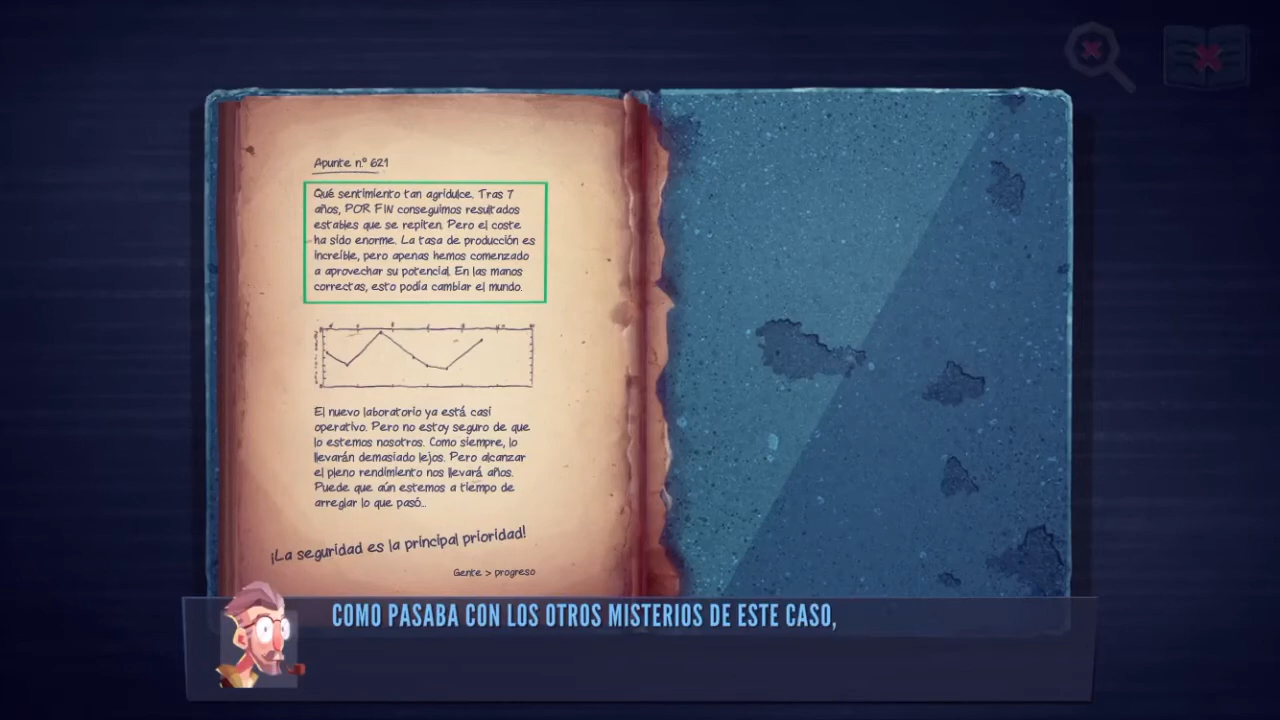 Apunte n.º 621
Qué sentimiento tan agridulce. Tras 7
años, POR FIN conseguimos resultados
estables que se repiten. Pero el coste
ha sido enorme. La tasa de producción es
increíble, pero apenas hemos comenzado
a aprovechar su potencial. En las manos
correctas, esto podía cambiar el mundo.
El nuevo laboratorio ya está casi
operativo. Pero no estoy seguro de que
lo estemos nosotros. Como siempre, lo
llevarán demasiado lejos. Pero alcanzar
el pleno rendimiento nos llevará años.
Puede que aún estemos a tiempo de
arreglar lo que pasó...
¡La seguridad es la principal prioridad!
Gente > progreso
COMO PASABA CON LOS OTROS MISTERIOS DE ESTE CASO,